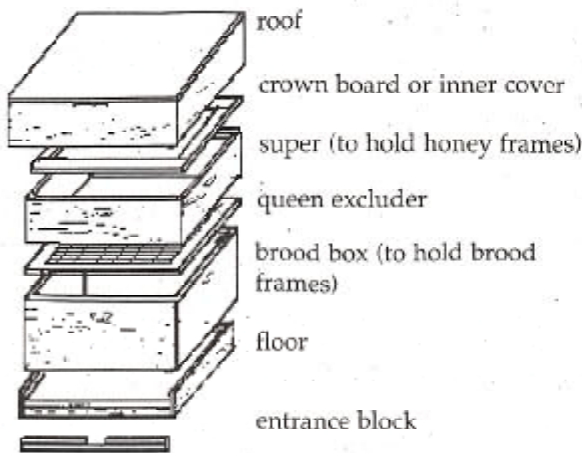 roof
crown board or inner cover
super (to hold honey frames)
queen excluder
brood box (to hold brood
frames)
floor
entrance block